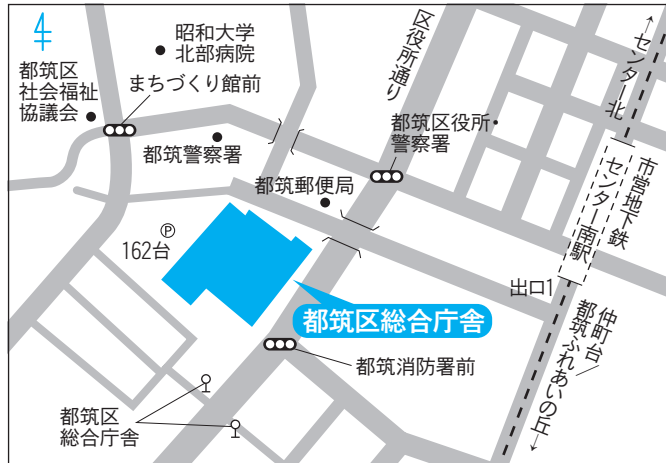 昭和大学
北部病院
都筑区
社会福祉
協議会
まちづくり館前
区役所通り
←センター北
都筑区役所・
警察署
都筑警察署
都筑郵便局
市営地下鉄
センター南駅
Ⓟ
162台
出口1
都筑区総合庁舎
仲町台／
都筑ふれあいの丘→
都筑消防署前
都筑区
総合庁舎